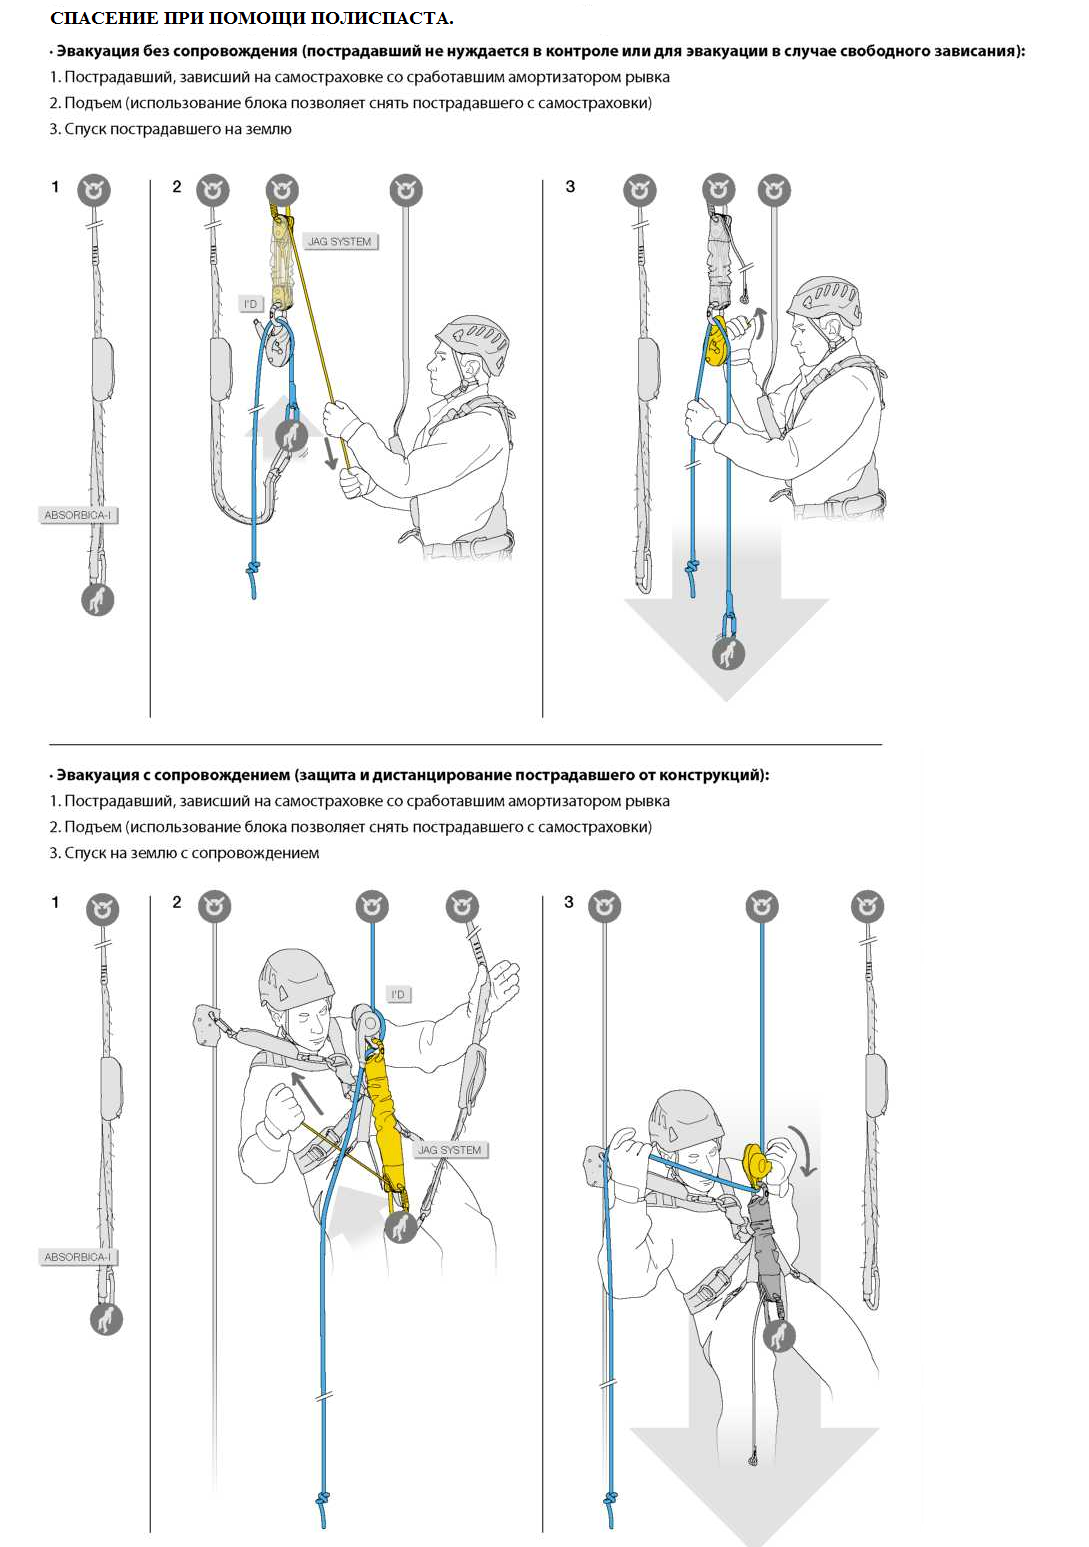 СПАСЕНИЕ ПРИ ПОМОЩИ ПОЛИСПАСТА.
· Эвакуация без сопровождения (пострадавший не нуждается в контроле или для эвакуации в случае свободного зависания):
1. Пострадавший, зависший на самостраховке со сработавшим амортизатором рывка
2. Подъем (использование блока позволяет снять пострадавшего с самостраховки)
3. Спуск пострадавшего на землю
1
2
3
JAG SYSTEM
I'D
ABSORBICA-I
· Эвакуация с сопровождением (защита и дистанцирование пострадавшего от конструкций):
1. Пострадавший, зависший на самостраховке со сработавшим амортизатором рывка
2. Подъем (использование блока позволяет снять пострадавшего с самостраховки)
3. Спуск на землю с сопровождением
1
2
3
I'D
JAG SYSTEM
ABSORBICA-I